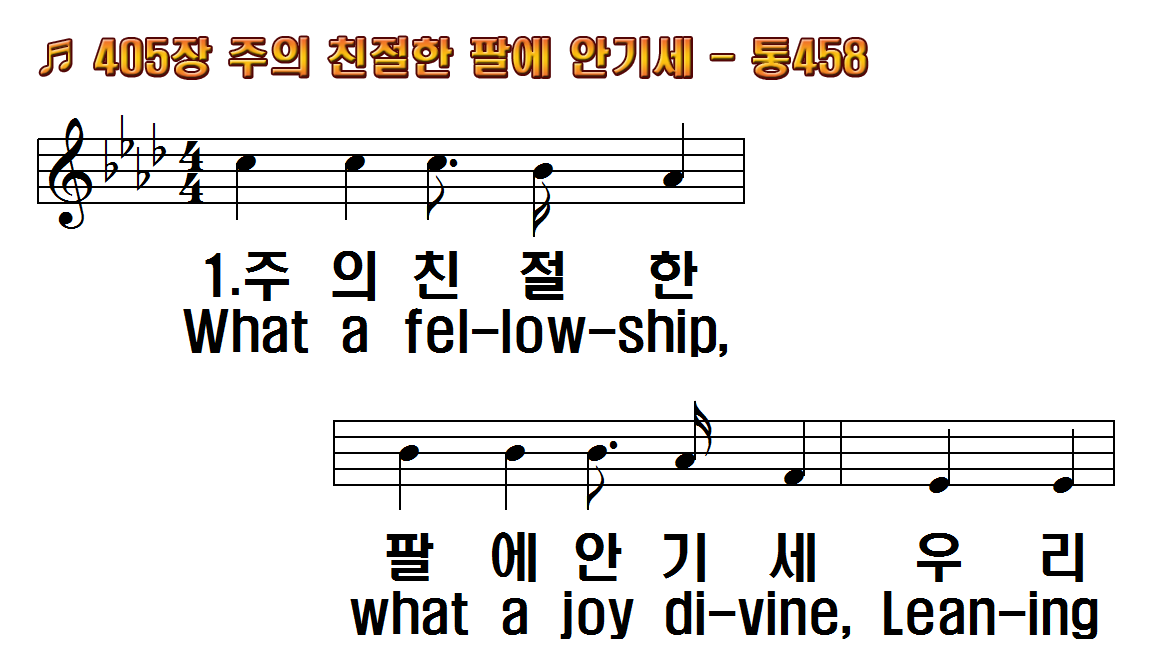 ♬ 405장 주의 친절한 팔에 안기세 - 통458
4
4
1.주 의 친 절 한
What a fel-low-ship,
팔 에 안 기 세 우 리
what a joy di-vine, Lean-ing